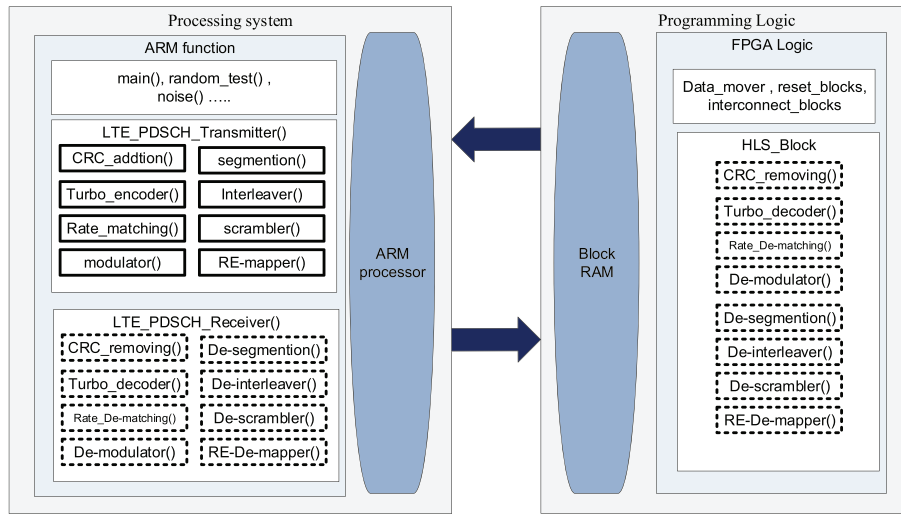 Processing system
ARM function
main(), random_test() ,
noise() .....
LTE_PDSCH_Transmitter()
CRC_addtion()
segmention()
Turbo_encoder()
Interleaver()
Rate_matching()
scrambler()
modulator()
RE-mapper()
LTE_PDSCH_Receiver()
CRC_removing()
De-segmention()
Turbo_decoder()
De-interleaver()
Rate_De-matching()
De-scrambler()
De-modulator()
RE-De-mapper()
ARM
processor
Programming Logic
Block
RAM
FPGA Logic
Data_mover , reset_blocks,
interconnect_blocks
HLS_Block
CRC_removing()
Turbo_decoder()
Rate_De-matching()
De-modulator()
De-segmention()
De-interleaver()
De-scrambler()
RE-De-mapper()